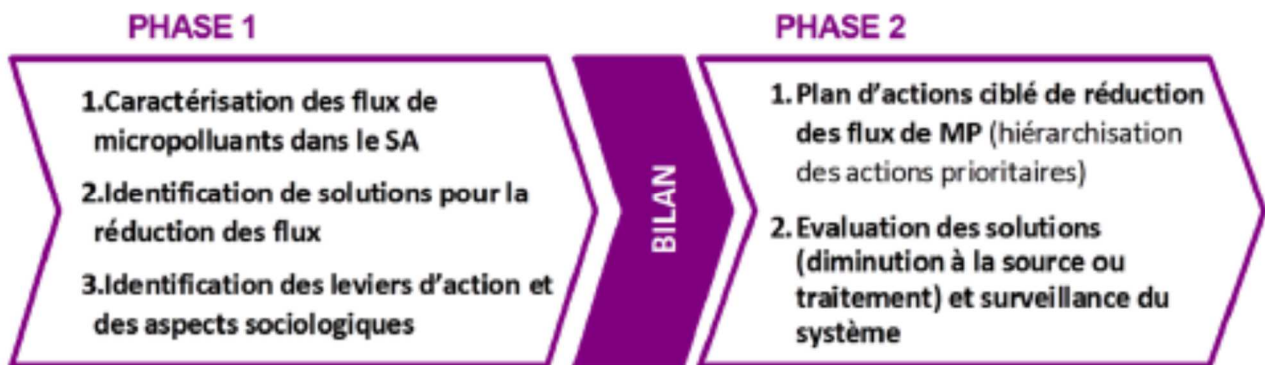 PHASE 1
1.Caractérisation des flux de
micropolluants dans le SA
2.Identification de solutions pour la
réduction des flux
3.Identification des leviers d'action et
des aspects sociologiques
BILAN
PHASE 2
1. Plan d'actions ciblé de réduction
des flux de MP (hiérarchisation
des actions prioritaires)
2. Evaluation des solutions
(diminution à la source ou
traitement) et surveillance du
système